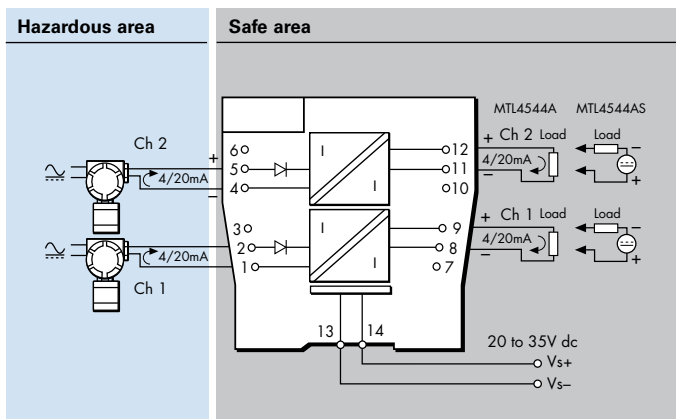 Hazardous area
Safe area
MTL4544A MTL4544AS
Ch 2
+
4/20mA
–
6
5
4
I
I
12
11
10
+ Ch 2 Load
4/20mA
–
Load
–
+
Ch 1
4/20mA
3
2
1
I
I
9
8
7
+ Ch 1 Load
4/20mA
–
Load
–
+
13 14
20 to 35V dc
Vs+
Vs–